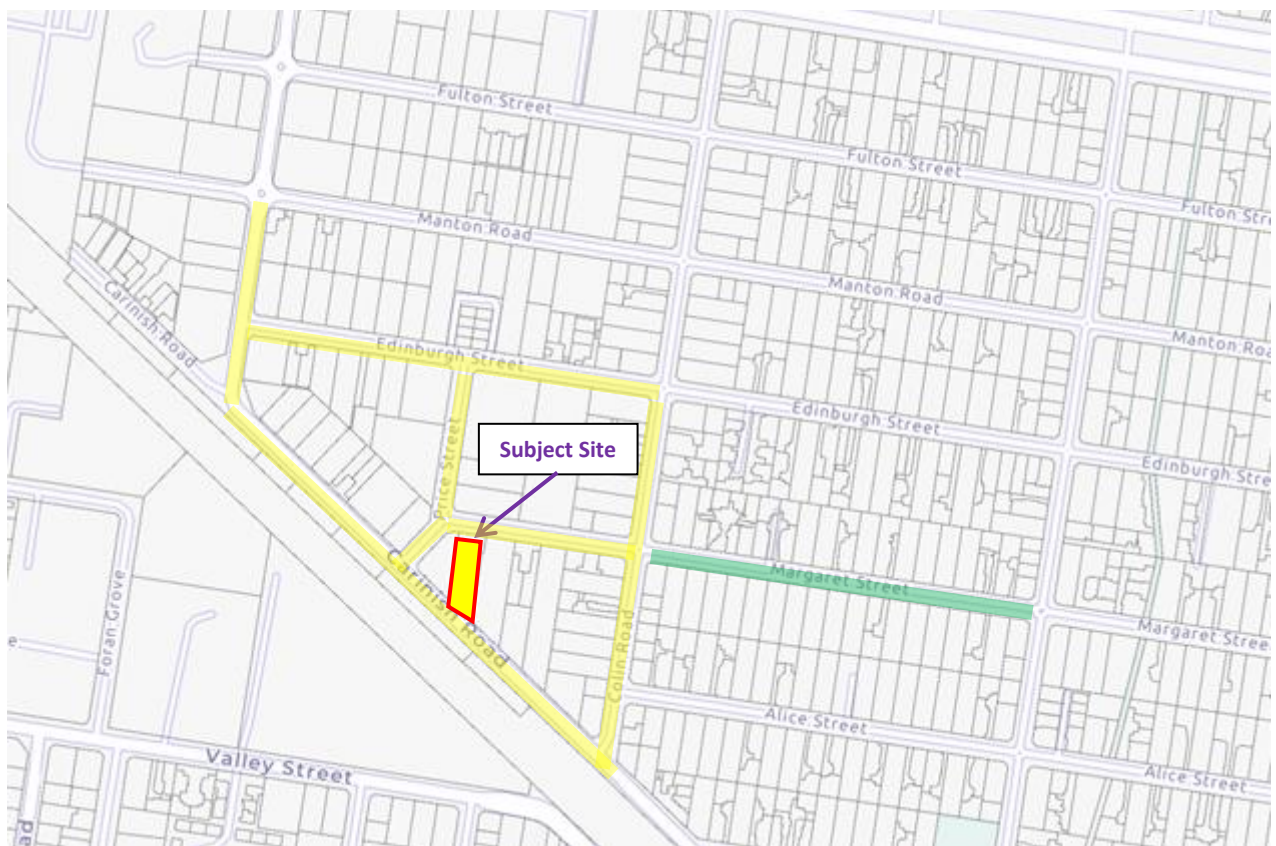 Fulton Street
Fulton Street
Fulton Stre
Manton Road
Manton Road
Manton Roa
Carinish Road
Edinburgh Street
Edinburgh Street
Edinburgh Stree
Subject Site
Price Street
Carinish Road
Foran Grove
e
Margaret Street
Margaret Stree
Colin Road
Alice Street
Alice Street
Valley Street
ad